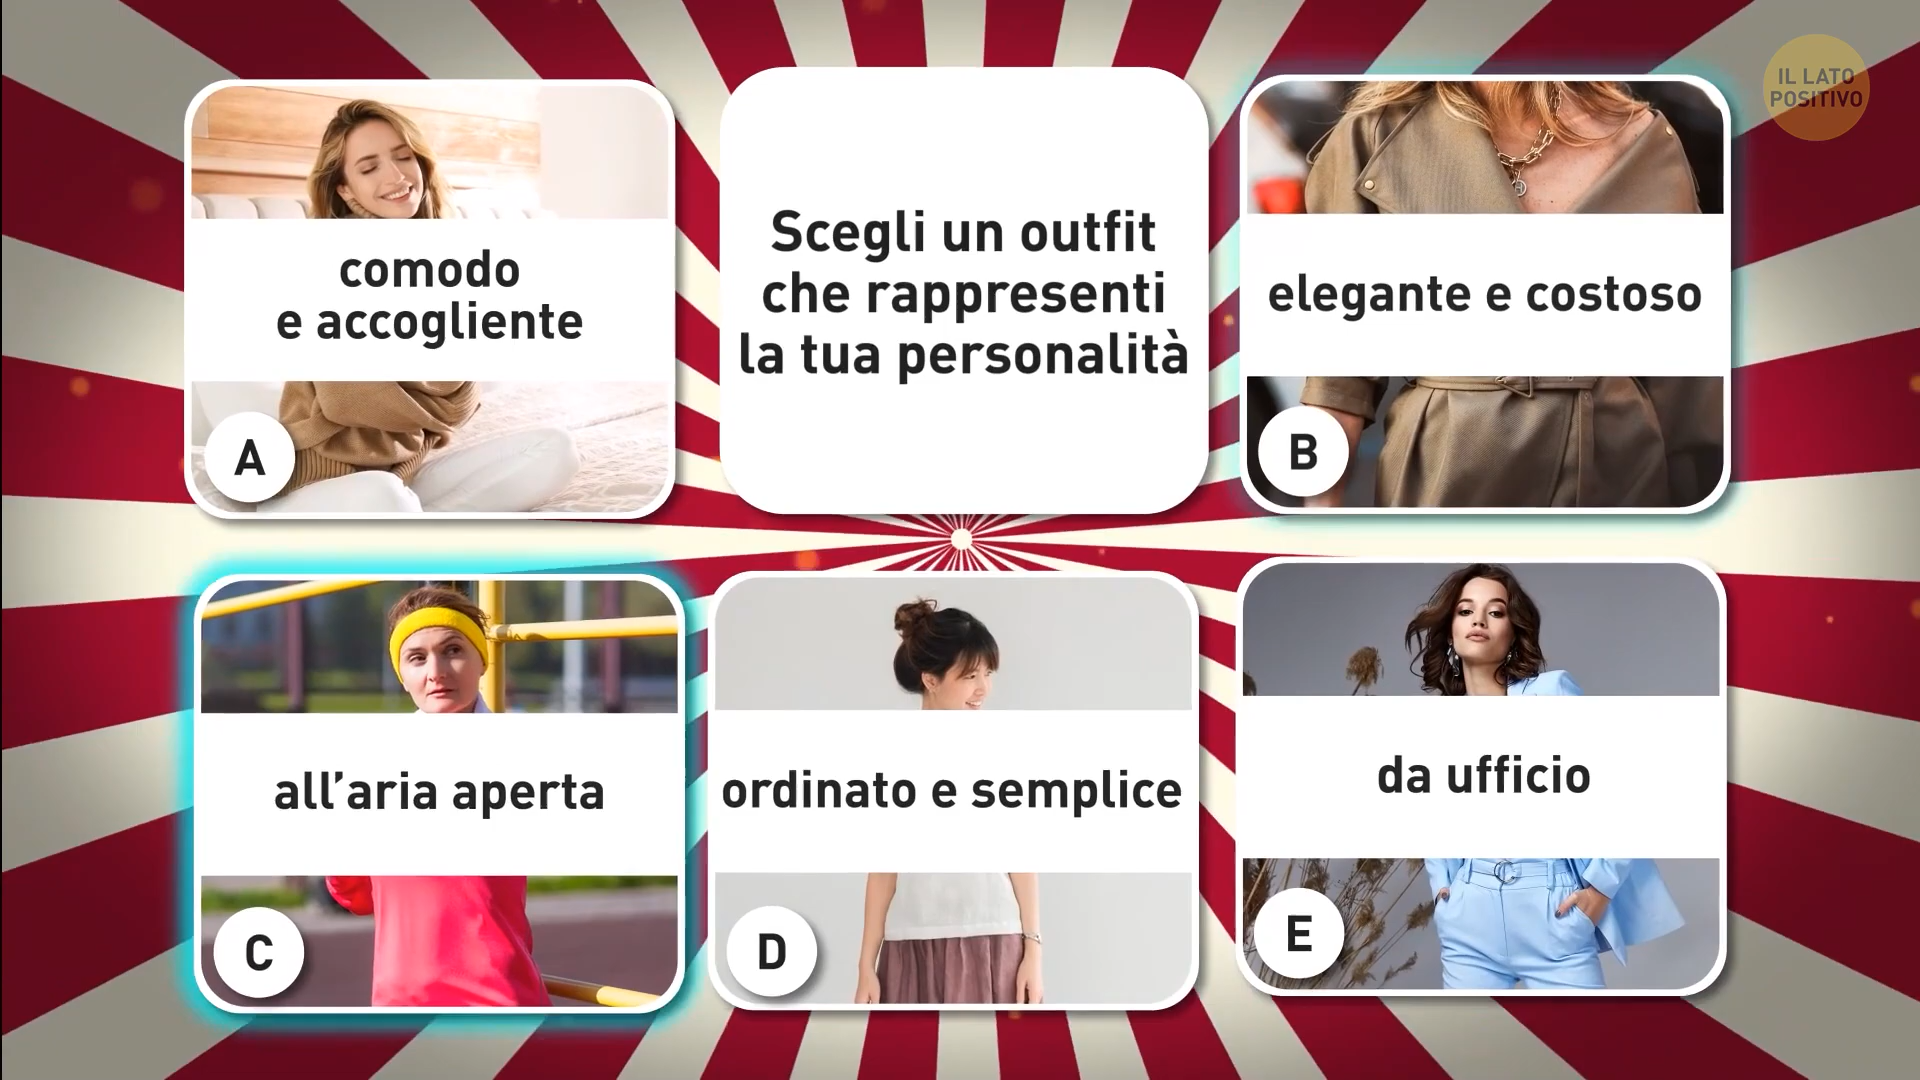 IL LATO
POSITIVO
Scegli un outfit
che rappresenti
la tua personalità
comodo
e accogliente
A
elegante e costoso
B
all’aria aperta
C
ordinato e semplice
D
da ufficio
E